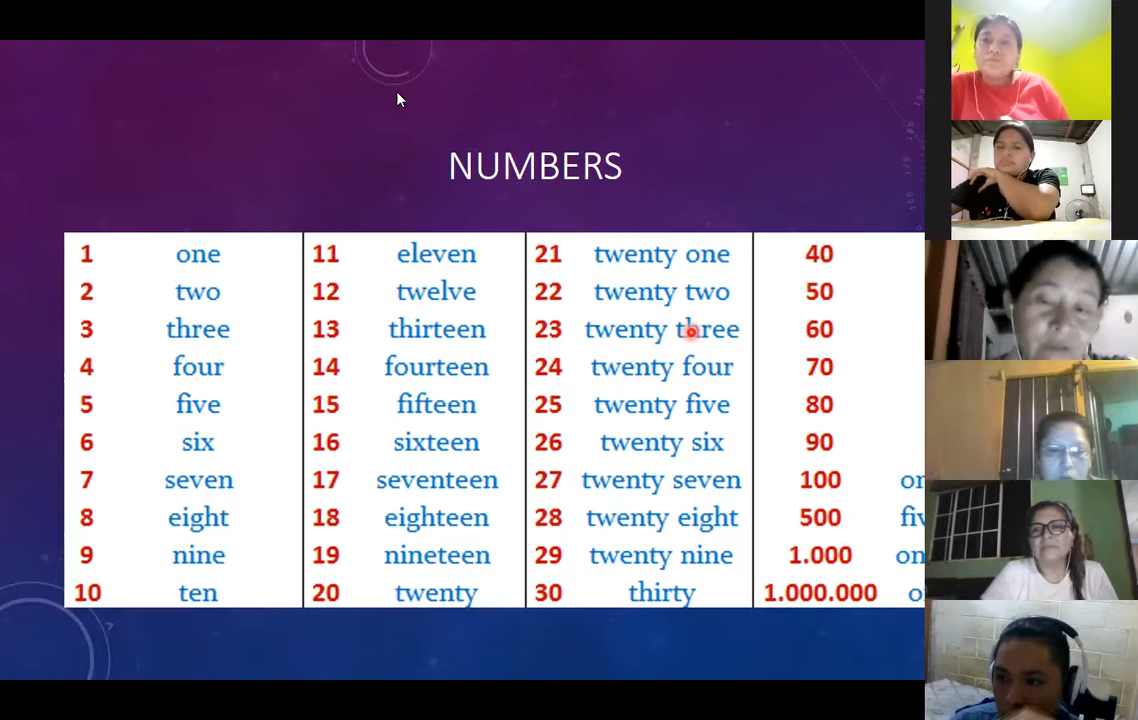 NUMBERS
1 one 11 eleven 21 twenty one 40
2 two 12 twelve 22 twenty two 50
3 three 13 thirteen 23 twenty three 60
4 four 14 fourteen 24 twenty four 70
5 five 15 fifteen 25 twenty five 80
6 six 16 sixteen 26 twenty six 90
7 seven 17 seventeen 27 twenty seven 100
8 eight 18 eighteen 28 twenty eight 500
9 nine 19 nineteen 29 twenty nine 1.000
10 ten 20 twenty 30 thirty 1.000.000